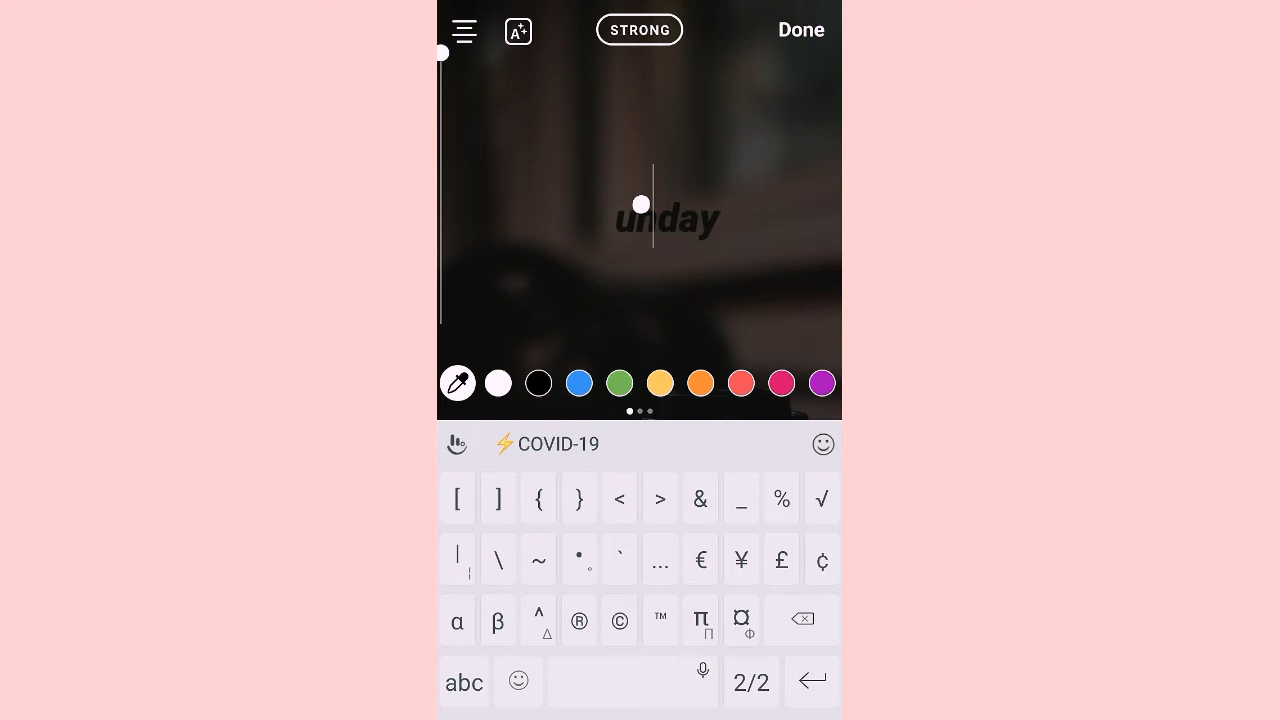 STRONG
Done
unday
⚡COVID-19
[ ] { } < > & _ % √
| ¦ \ ~ • ° ` … € ¥ £ ¢
α β ^ Δ ® © ™ π Π ¤ Φ
abc 2/2